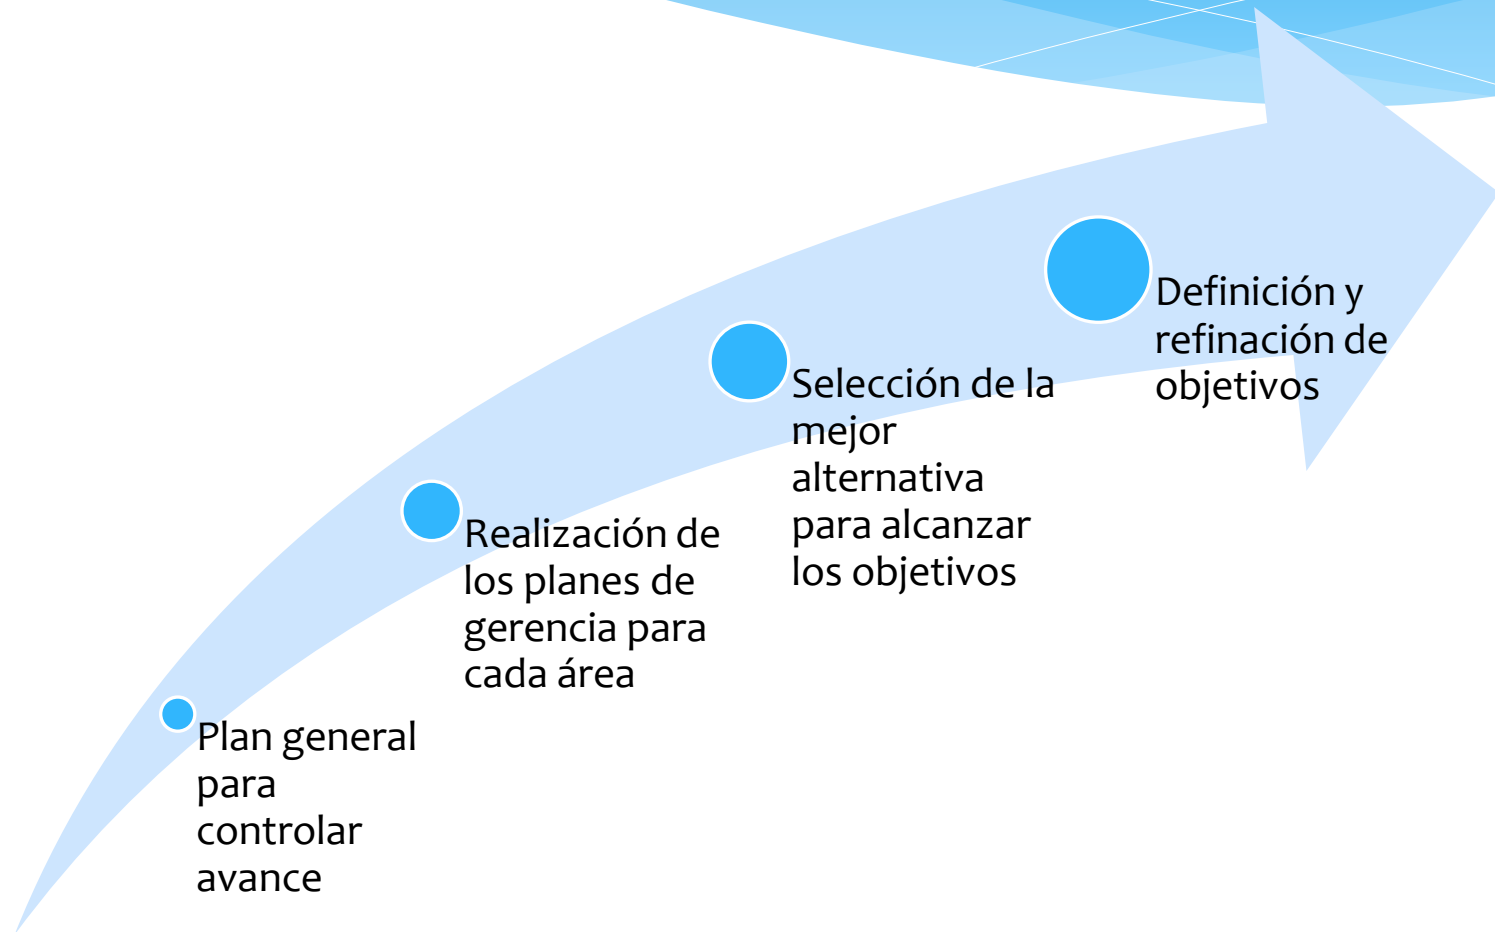 Plan general
para
controlar
avance
Realización de
los planes de
gerencia para
cada área
Selección de la
mejor
alternativa
para alcanzar
los objetivos
Definición y
refinación de
objetivos